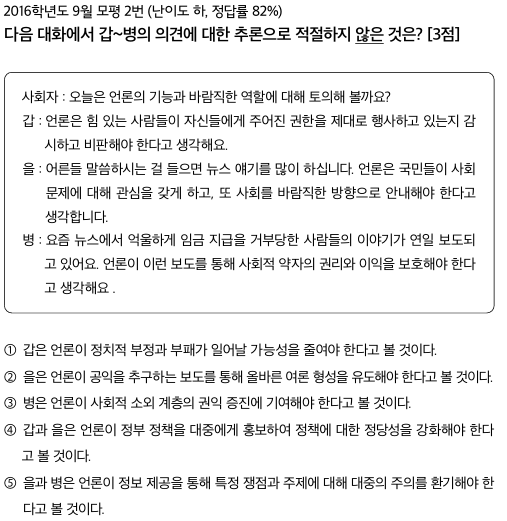 2016학년도 9월 모평 2번 (난이도 하, 정답률 82%)
다음 대화에서 갑~병의 의견에 대한 추론으로 적절하지 않은 것은? [3점]
사회자 : 오늘은 언론의 기능과 바람직한 역할에 대해 토의해 볼까요?
갑 : 언론은 힘 있는 사람들이 자신들에게 주어진 권한을 제대로 행사하고 있는지 감
시하고 비판해야 한다고 생각해요.
을 : 어른들 말씀하시는 걸 들으면 뉴스 얘기를 많이 하십니다. 언론은 국민들이 사회
문제에 대해 관심을 갖게 하고, 또 사회를 바람직한 방향으로 안내해야 한다고
생각합니다.
병 : 요즘 뉴스에서 억울하게 임금 지급을 거부당한 사람들의 이야기가 연일 보도되
고 있어요. 언론이 이런 보도를 통해 사회적 약자의 권리와 이익을 보호해야 한다
고 생각해요 .
① 갑은 언론이 정치적 부정과 부패가 일어날 가능성을 줄여야 한다고 볼 것이다.
② 을은 언론이 공익을 추구하는 보도를 통해 올바른 여론 형성을 유도해야 한다고 볼 것이다.
③ 병은 언론이 사회적 소외 계층의 권익 증진에 기여해야 한다고 볼 것이다.
④ 갑과 을은 언론이 정부 정책을 대중에게 홍보하여 정책에 대한 정당성을 강화해야 한다
고 볼 것이다.
⑤ 을과 병은 언론이 정보 제공을 통해 특정 쟁점과 주제에 대해 대중의 주의를 환기해야 한
다고 볼 것이다.